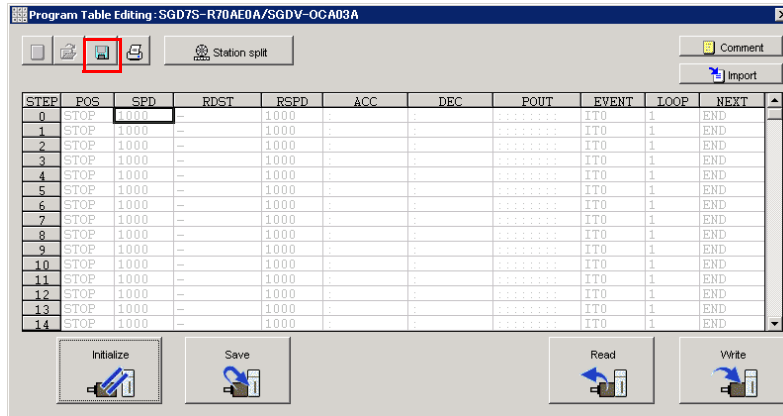 Program Table Editing : SGD7S-R70AE0A/SGDV-OCA03A
Station split
Comment
Import
STEP POS SPD RDST RSPD ACC DEC POUT EVENT LOOP NEXT
0 STOP 1000 - 1000 : : : : : : : : : : IT0 1 END
1 STOP 1000 - 1000 : : : : : : : : : : IT0 1 END
2 STOP 1000 - 1000 : : : : : : : : : : IT0 1 END
3 STOP 1000 - 1000 : : : : : : : : : : IT0 1 END
4 STOP 1000 - 1000 : : : : : : : : : : IT0 1 END
5 STOP 1000 - 1000 : : : : : : : : : : IT0 1 END
6 STOP 1000 - 1000 : : : : : : : : : : IT0 1 END
7 STOP 1000 - 1000 : : : : : : : : : : IT0 1 END
8 STOP 1000 - 1000 : : : : : : : : : : IT0 1 END
9 STOP 1000 - 1000 : : : : : : : : : : IT0 1 END
10 STOP 1000 - 1000 : : : : : : : : : : IT0 1 END
11 STOP 1000 - 1000 : : : : : : : : : : IT0 1 END
12 STOP 1000 - 1000 : : : : : : : : : : IT0 1 END
13 STOP 1000 - 1000 : : : : : : : : : : IT0 1 END
14 STOP 1000 - 1000 : : : : : : : : : : IT0 1 END
Initialize Save Read Write